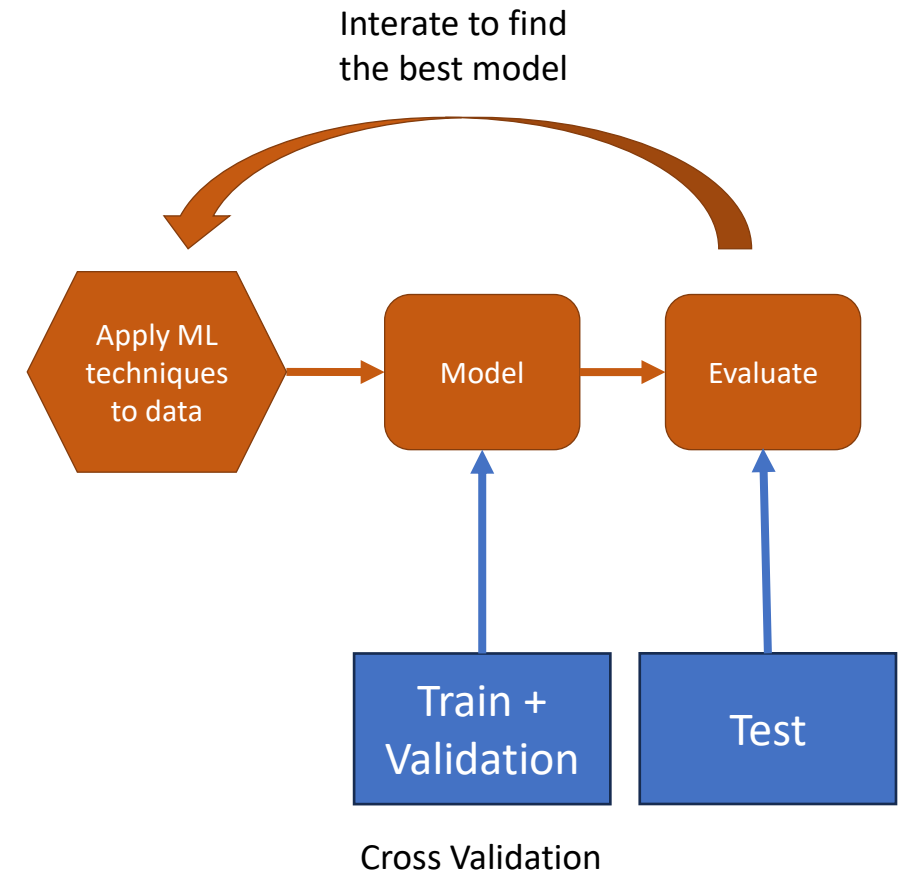 Interate to find
the best model
Apply ML
techniques
to data
Model
Evaluate
Train +
Validation
Test
Cross Validation